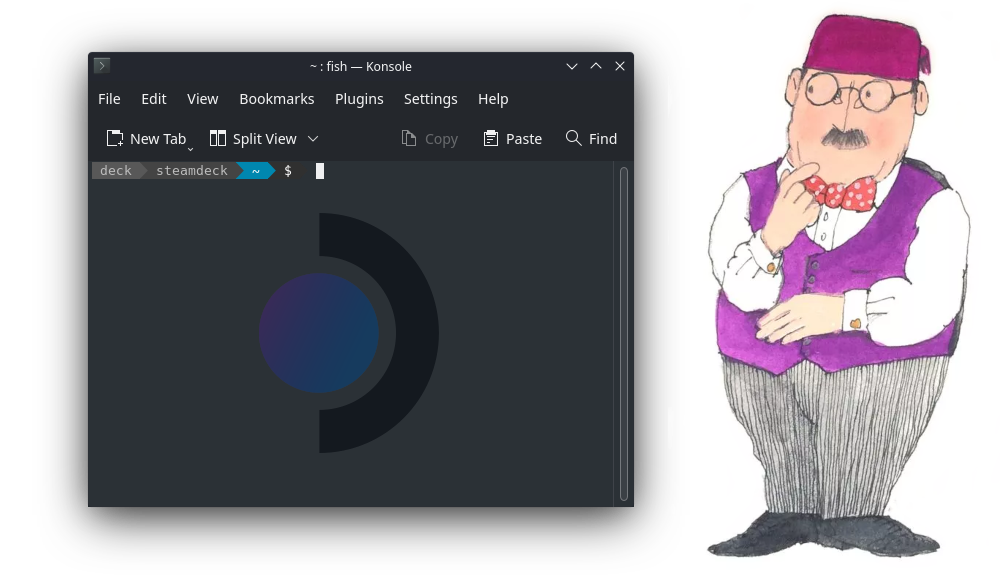 ~ : fish — Konsole
File Edit View Bookmarks Plugins Settings Help
New Tab Split View Copy Paste Find
deck steamdeck ~ $